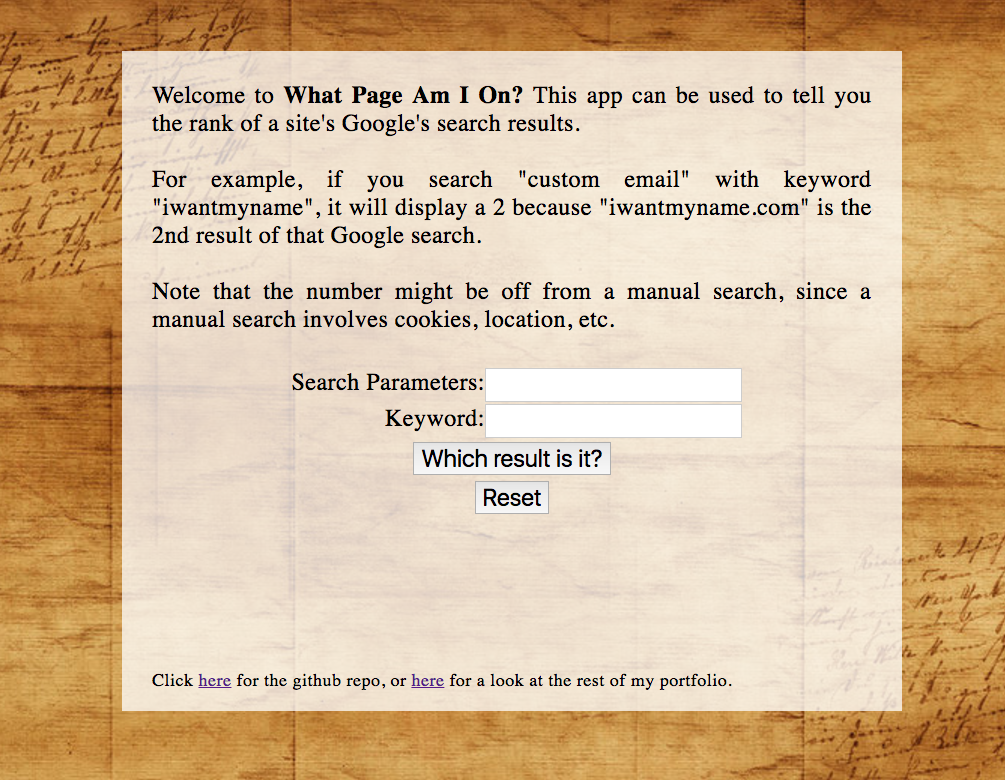 Welcome to What Page Am I On? This app can be used to tell you
the rank of a site's Google's search results.
For example, if you search "custom email" with keyword
"iwantmyname", it will display a 2 because "iwantmyname.com" is the
2nd result of that Google search.
Note that the number might be off from a manual search, since a
manual search involves cookies, location, etc.
Search Parameters:
Keyword:
Which result is it?
Reset
Click here for the github repo, or here for a look at the rest of my portfolio.